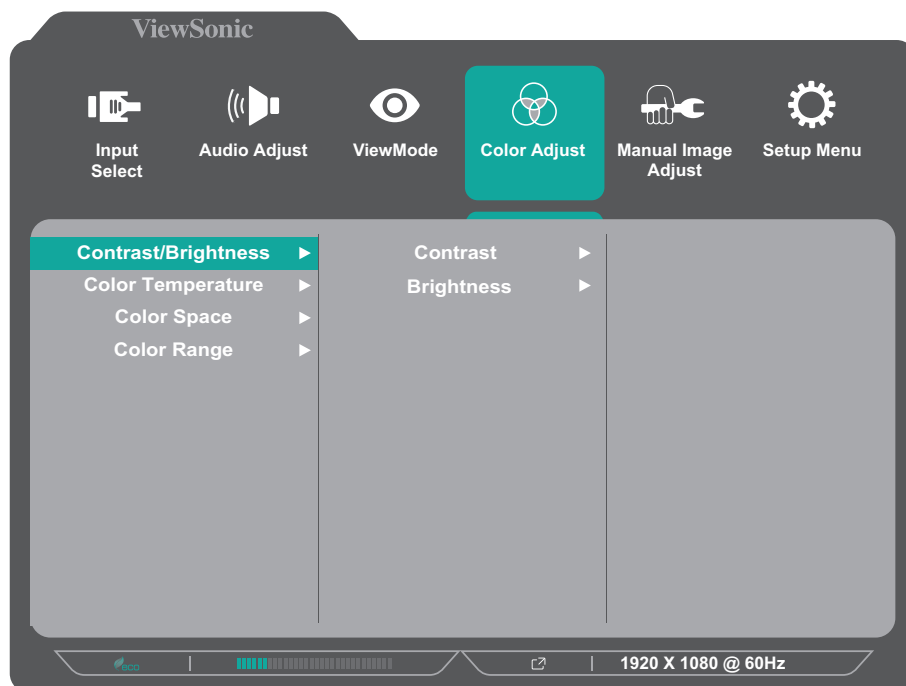 ViewSonic
Input
Select
Audio Adjust
ViewMode
Color Adjust
Manual Image
Adjust
Setup Menu
Contrast/Brightness
Color Temperature
Color Space
Color Range
Contrast
Brightness
eco
1920 X 1080 @ 60Hz